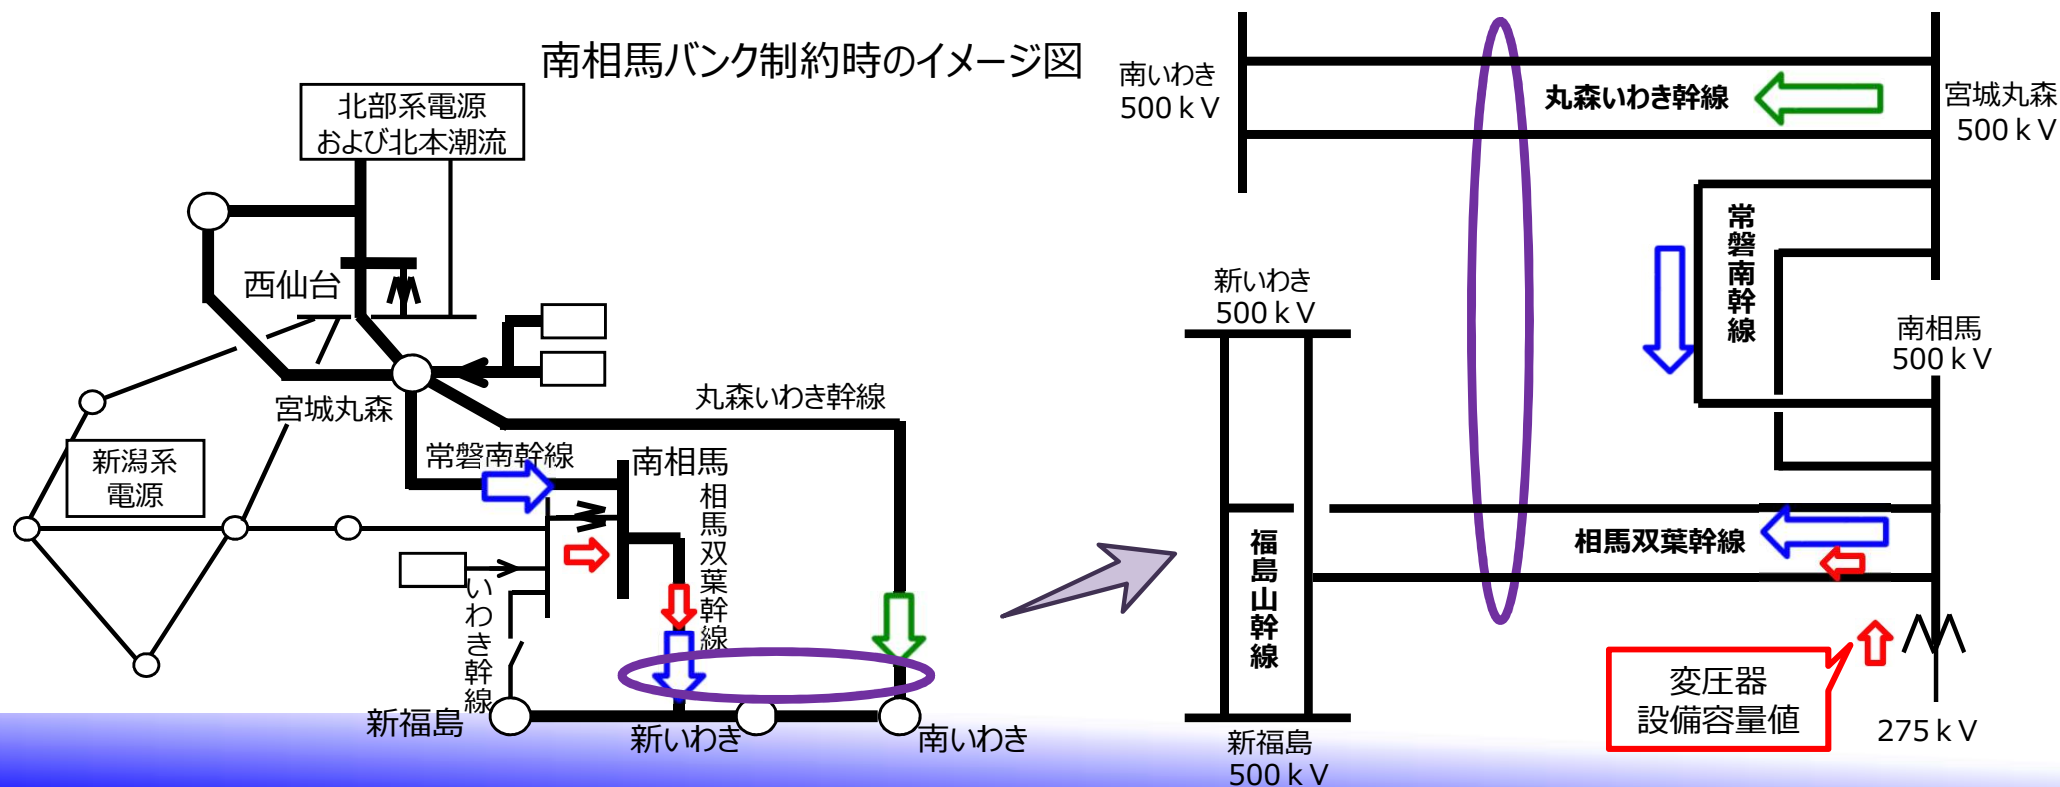 南相馬バンク制約時のイメージ図
北部系電源
および北本潮流
西仙台
宮城丸森
丸森いわき幹線
常磐南幹線
南相馬
新潟系
電源
相馬双葉幹線
いわき幹線
新福島
新いわき
南いわき
南いわき
500kV
丸森いわき幹線
宮城丸森
500kV
常磐南幹線
新いわき
500kV
南相馬
500kV
相馬双葉幹線
福島山幹線
変圧器
設備容量値
275kV
新福島
500kV